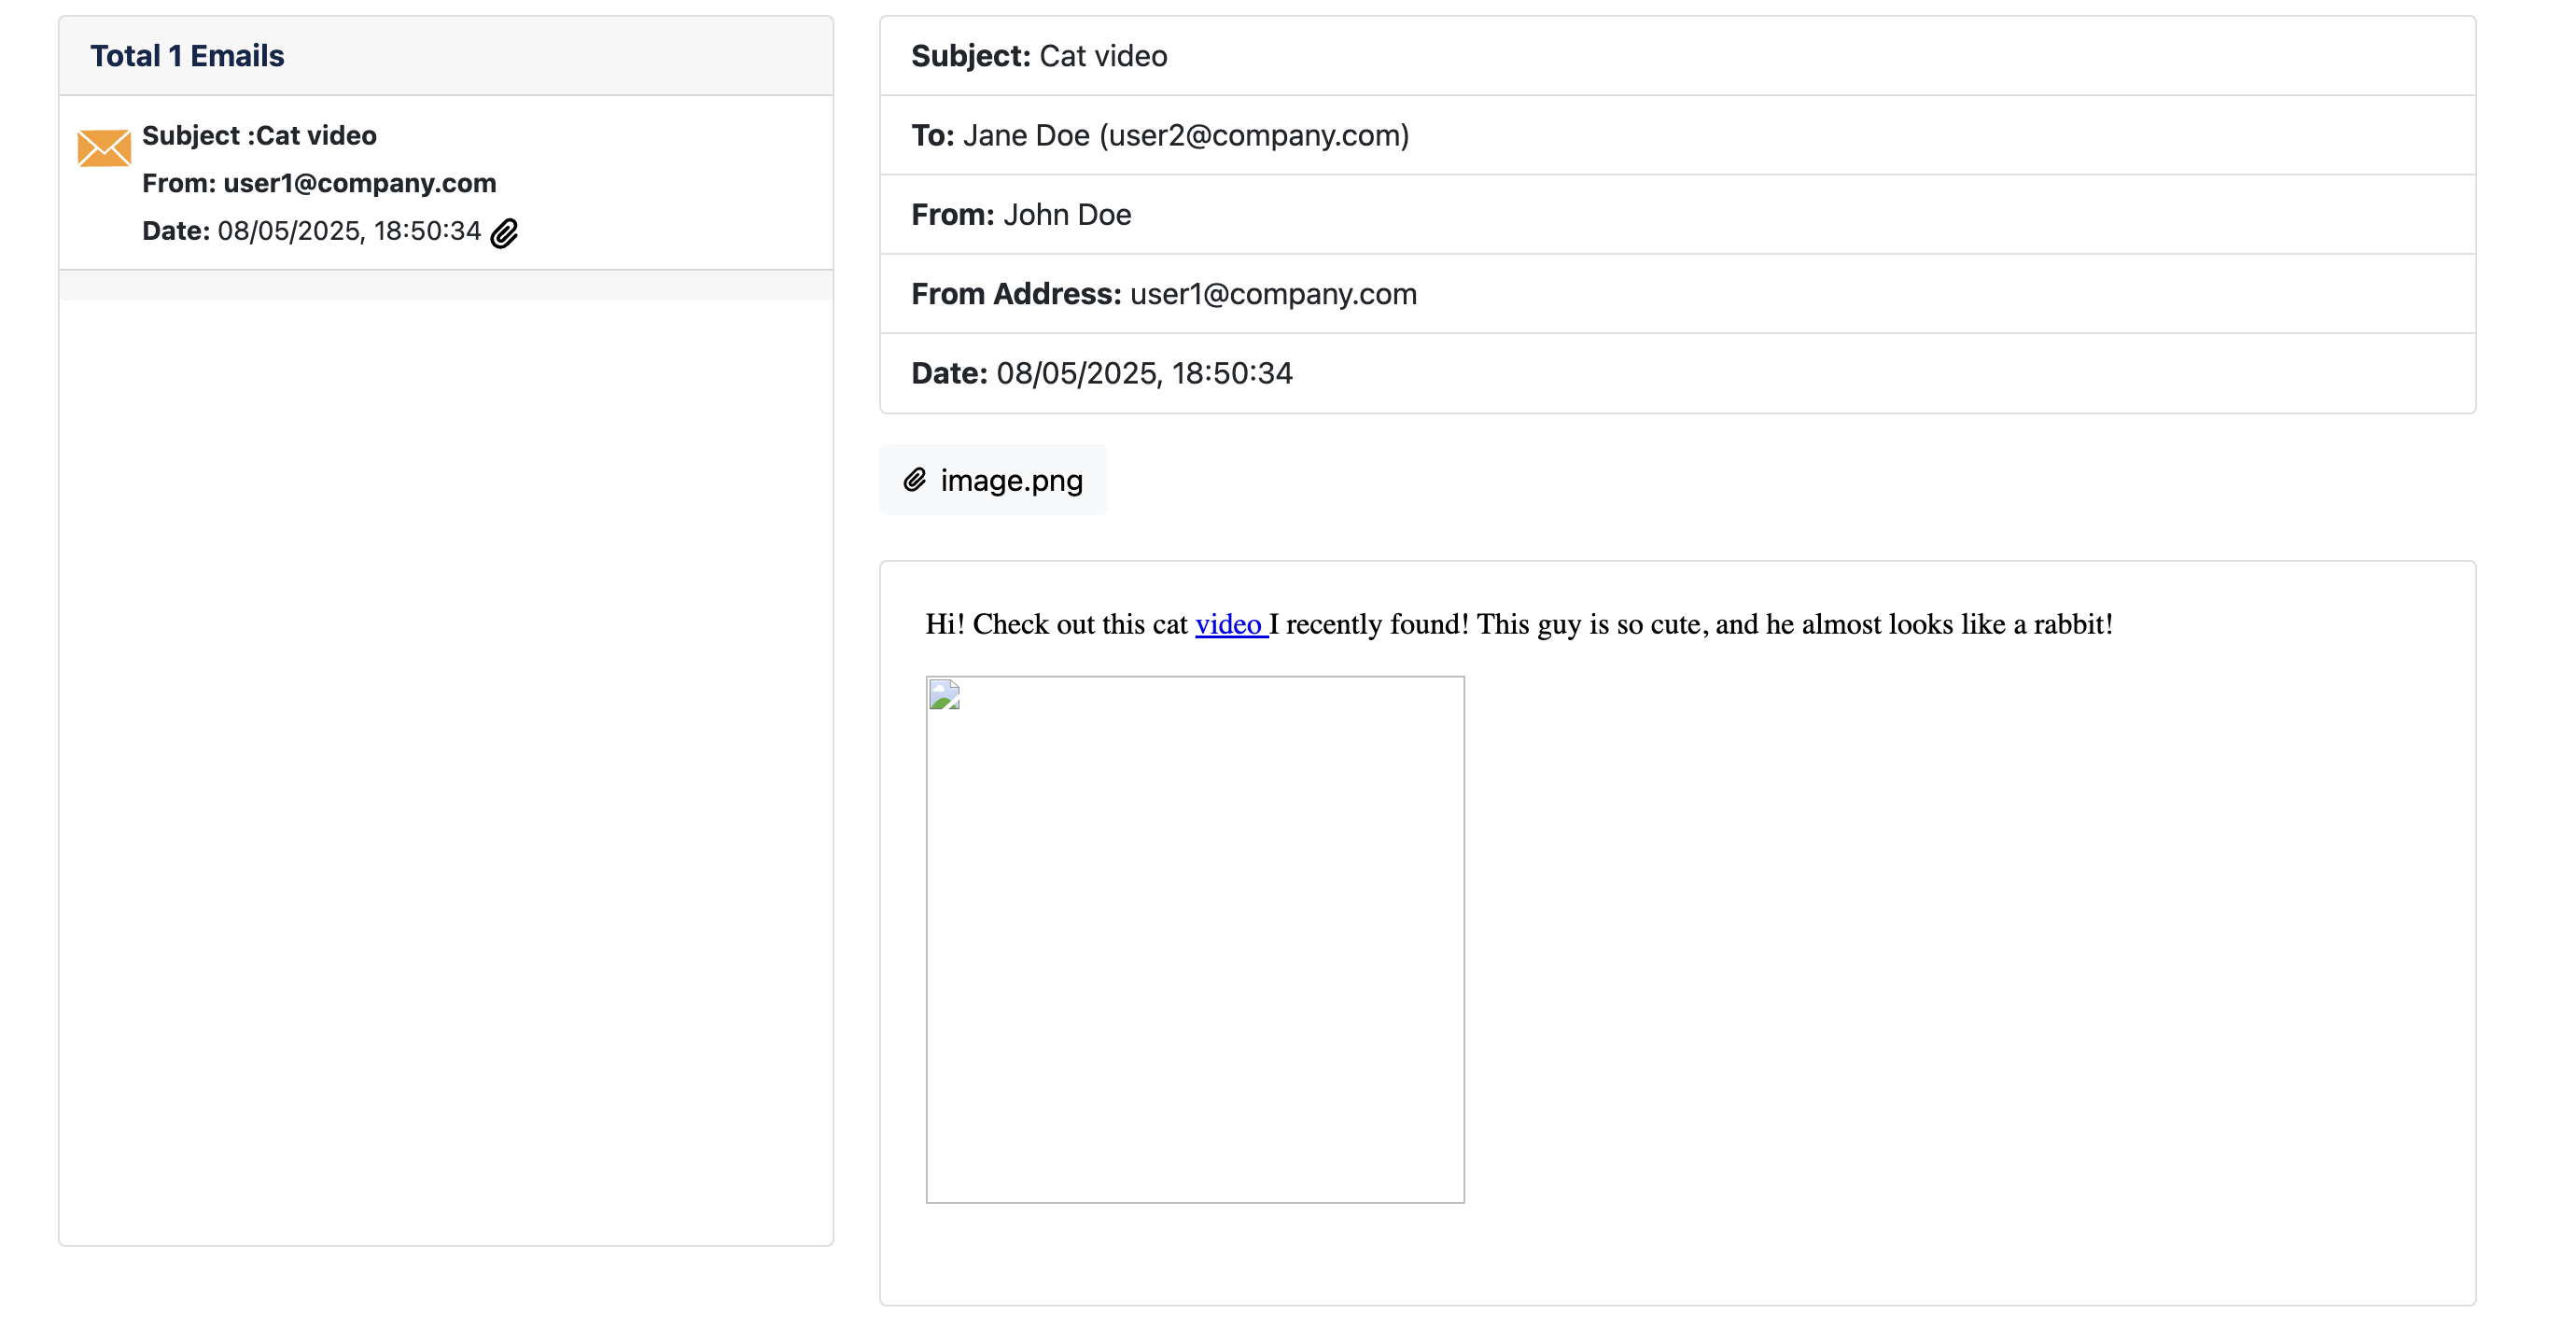 Total 1 Emails
Subject :Cat video
From: user1@company.com
Date: 08/05/2025, 18:50:34
Subject: Cat video
To: Jane Doe (user2@company.com)
From: John Doe
From Address: user1@company.com
Date: 08/05/2025, 18:50:34
image.png
Hi! Check out this cat video I recently found! This guy is so cute, and he almost looks like a rabbit!